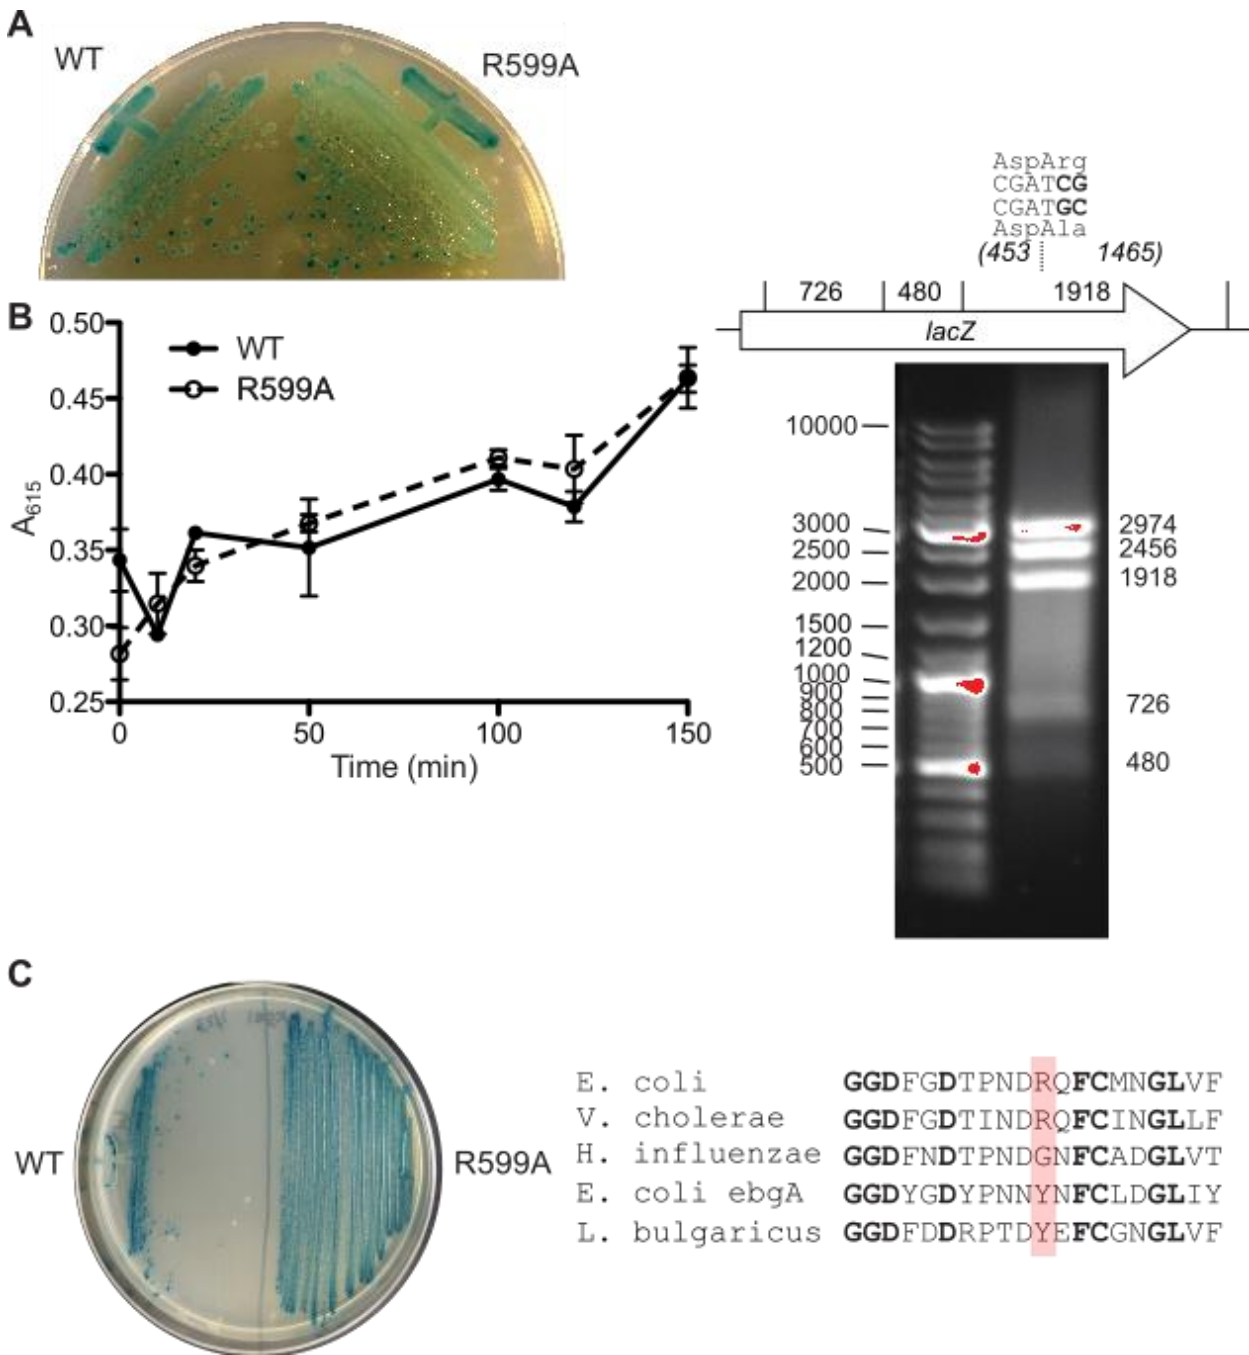 A
WT
R599A
AspArg
CGATCG
CGATGC
AspAla
(453 1465)
726 480 1918
lacZ
B
0.50
0.45
0.40
0.35
0.30
0.25
A615
WT
R599A
0 50 100 150
Time (min)
10000
3000
2500
2000
1500
1200
1000
900
800
700
600
500
2974
2456
1918
726
480
C
WT
R599A
E. coli GGDFGDTPNDRQFCMNGLVF
V. cholerae GGDFGDTINDRQFCINGLLF
H. influenzae GGDFNDTPNDGNFCADGLVT
E. coli ebgA GGDYGDYPNNYNFCLDGLIY
L. bulgaricus GGDFDDRPTDYEFCGNGLVF